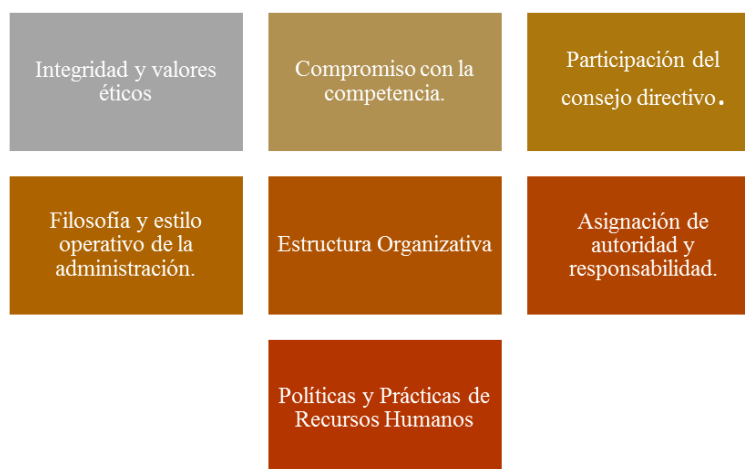 Integridad y valores
éticos
Compromiso con la
competencia.
Participación del
consejo directivo.
Filosofía y estilo
operativo de la
administración.
Estructura Organizativa
Asignación de
autoridad y
responsabilidad.
Políticas y Prácticas de
Recursos Humanos